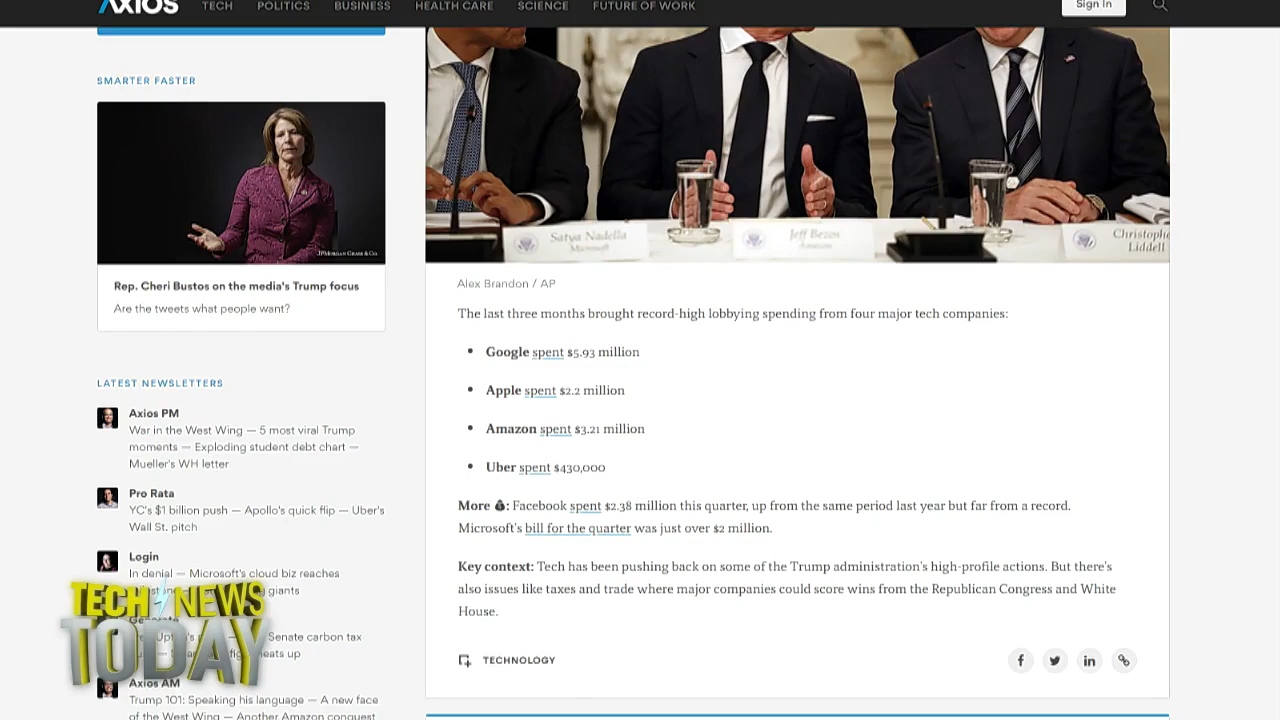 AXIOS
TECH
POLITICS
BUSINESS
HEALTH CARE
SCIENCE
FUTURE OF WORK
Sign In
SMARTER FASTER
JPMORGAN CHASE & CO.
Rep. Cheri Bustos on the media's Trump focus
Are the tweets what people want?
LATEST NEWSLETTERS
Axios PM
War in the West Wing — 5 most viral Trump
moments — Exploding student debt chart —
Mueller's WH letter
Pro Rata
YC's $1 billion push — Apollo's quick flip — Uber's
Wall St. pitch
Login
In denial — Microsoft's cloud biz reaches
giants
Generate
Senate carbon tax
heats up
Axios AM
Trump 101: Speaking his language — A new face
of the West Wing — Another Amazon conquest
TECH NEWS
TODAY
Satya Nadella
Microsoft
Jeff Bezos
Amazon
Christophe
Liddell
Alex Brandon / AP
The last three months brought record-high lobbying spending from four major tech companies:
• Google spent $5.93 million
• Apple spent $2.2 million
• Amazon spent $3.21 million
• Uber spent $430,000
More 💰: Facebook spent $2.38 million this quarter, up from the same period last year but far from a record.
Microsoft's bill for the quarter was just over $2 million.
Key context: Tech has been pushing back on some of the Trump administration's high-profile actions. But there's
also issues like taxes and trade where major companies could score wins from the Republican Congress and White
House.
TECHNOLOGY